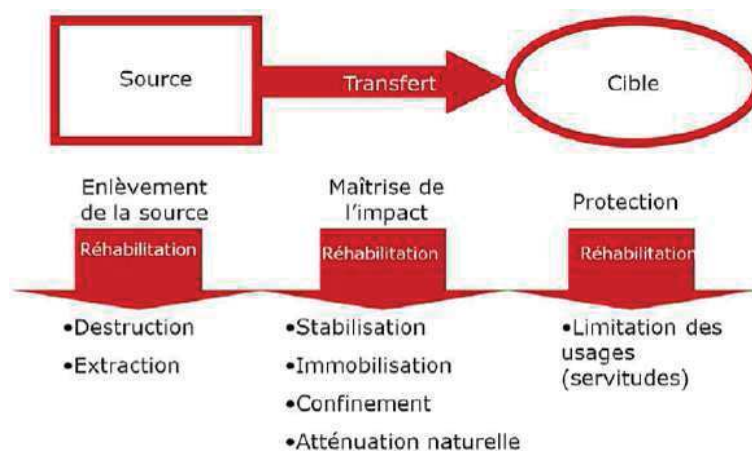 Source
Transfert
Cible
Enlèvement
de la source
Réhabilitation
•Destruction
•Extraction
Maîtrise de
l'impact
Réhabilitation
•Stabilisation
•Immobilisation
•Confinement
•Atténuation naturelle
Protection
Réhabilitation
•Limitation des
usages
(servitudes)